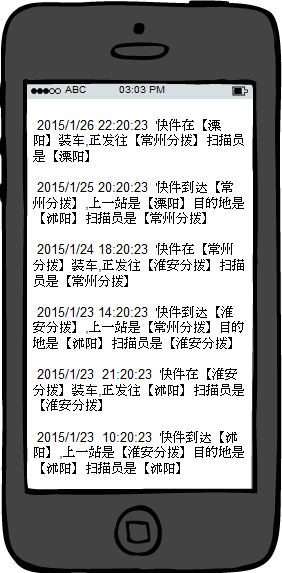 ABC 03:03 PM
2015/1/26 22:20:23 快件在【溧
阳】装车,正发往【常州分拨】扫描员
是【溧阳】
2015/1/25 20:20:23 快件到达【常
州分拨】,上一站是【溧阳】目的地是
【沭阳】扫描员是【常州分拨】
2015/1/24 18:20:23 快件在【常州
分拨】装车,正发往【淮安分拨】扫描
员是【常州分拨】
2015/1/23 14:20:23 快件到达【淮
安分拨】,上一站是【常州分拨】目的
地是【沭阳】扫描员是【淮安分拨】
2015/1/23 21:20:23 快件在【淮安
分拨】装车,正发往【沭阳】扫描员是
【淮安分拨】
2015/1/23 10:20:23 快件到达【沭
阳】,上一站是【淮安分拨】目的地是
【沭阳】扫描员是【沭阳】